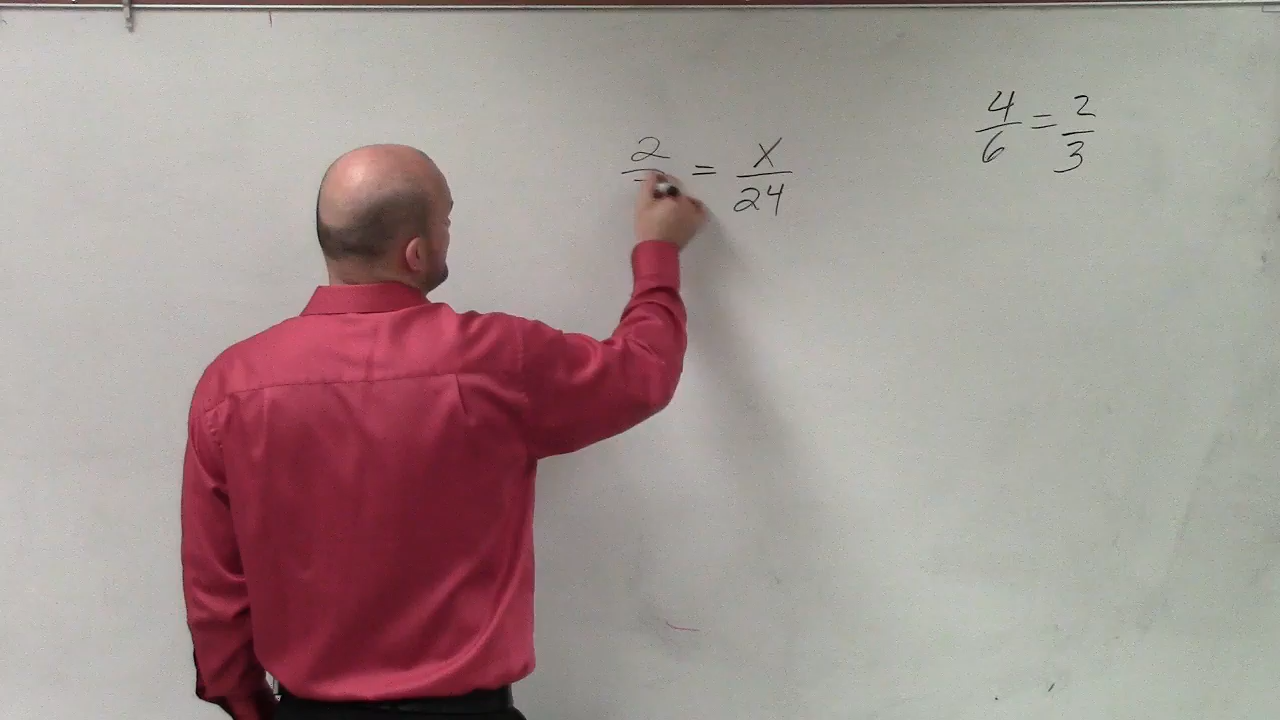 2/ = x/24
4/6 = 2/3